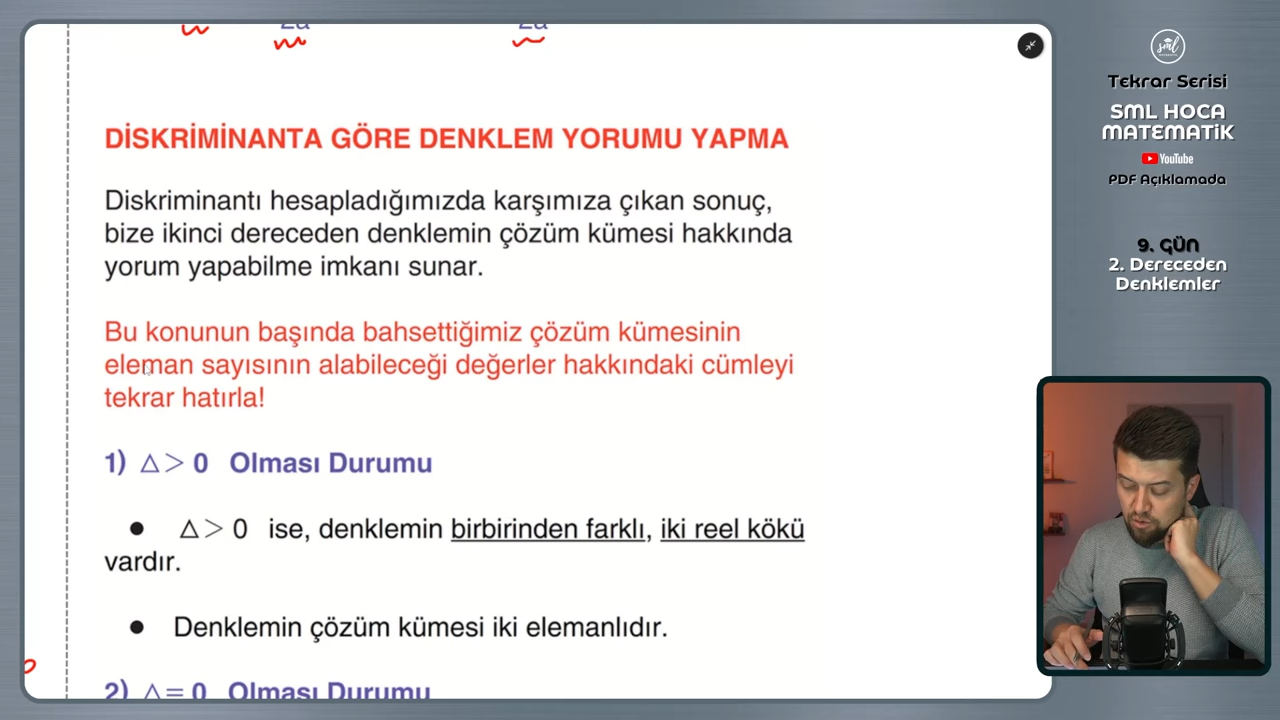 2a 2a
DİSKRİMİNANTA GÖRE DENKLEM YORUMU YAPMA
Diskriminantı hesapladığımızda karşımıza çıkan sonuç,
bize ikinci dereceden denklemin çözüm kümesi hakkında
yorum yapabilme imkanı sunar.
Bu konunun başında bahsettiğimiz çözüm kümesinin
eleman sayısının alabileceği değerler hakkındaki cümleyi
tekrar hatırla!
1) △> 0 Olması Durumu
● △> 0 ise, denklemin birbirinden farklı, iki reel kökü
vardır.
● Denklemin çözüm kümesi iki elemanlıdır.
2) △= 0 Olması Durumu
sml
Tekrar Serisi
SML HOCA
MATEMATİK
YouTube
PDF Açıklamada
9. GÜN
2. Dereceden
Denklemler